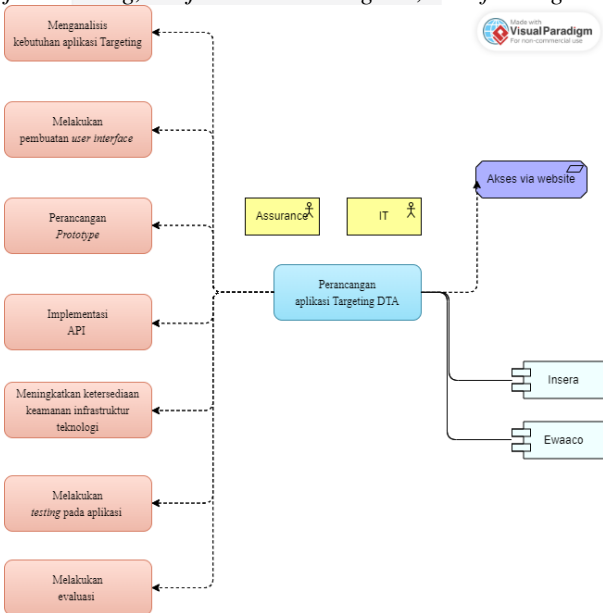 Menganalisis
kebutuhan aplikasi Targeting
Made with
Visual Paradigm
For non-commercial use
Melakukan
pembuatan user interface
Akses via website
Assurance
IT
Perancangan
Prototype
Perancangan
aplikasi Targeting DTA
Implementasi
API
Insera
Meningkatkan ketersediaan
keamanan infrastruktur
teknologi
Ewaaco
Melakukan
testing pada aplikasi
Melakukan
evaluasi